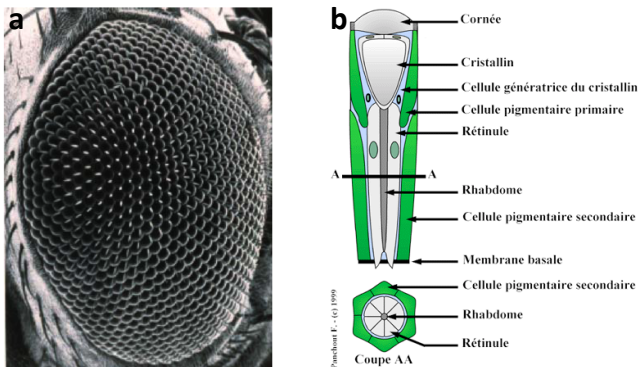 a
b
Cornée
Cristallin
Cellule génératrice du cristallin
Cellule pigmentaire primaire
Rétinule
A
A
Rhabdome
Cellule pigmentaire secondaire
Membrane basale
Cellule pigmentaire secondaire
Rhabdome
Rétinule
Coupe AA
Panchout F. - (c) 1999